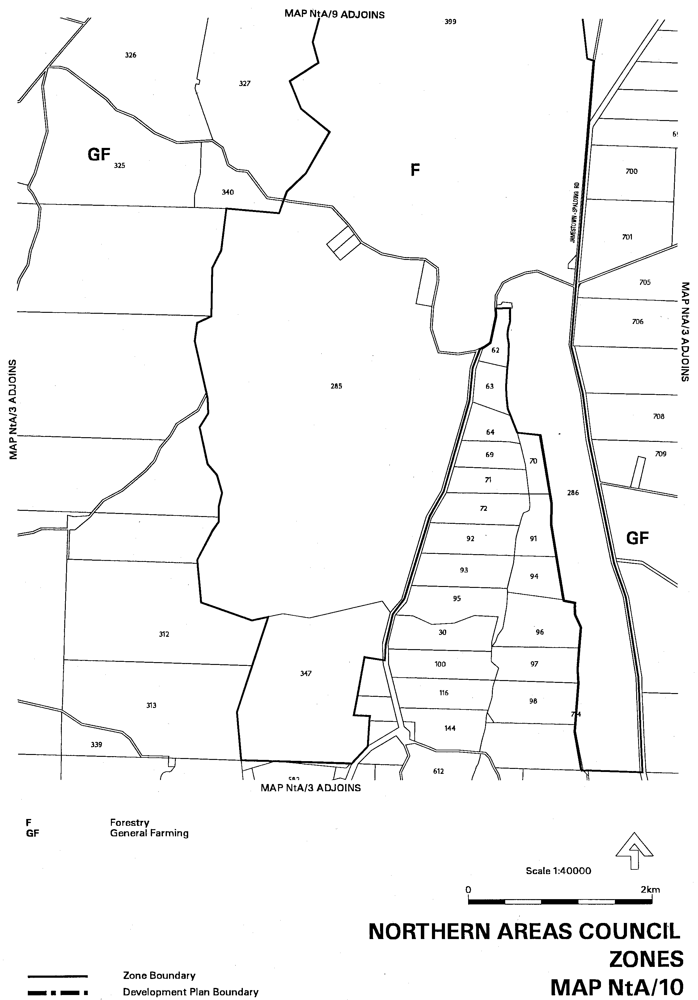 MAP NtA/9 ADJOINS
399
326
327
GF
325
F
340
700
JAMESTOWN - SPALDING RD
701
705
706
MAP NtA/3 ADJOINS
62
285
63
MAP NtA/3 ADJOINS
708
64
69
70
709
71
286
72
92
91
GF
93
94
95
312
30
96
347
100
97
313
116
98
144
339
612
MAP NtA/3 ADJOINS
F Forestry
GF General Farming
Scale 1:40000
0 2km
NORTHERN AREAS COUNCIL
ZONES
MAP NtA/10
Zone Boundary
Development Plan Boundary